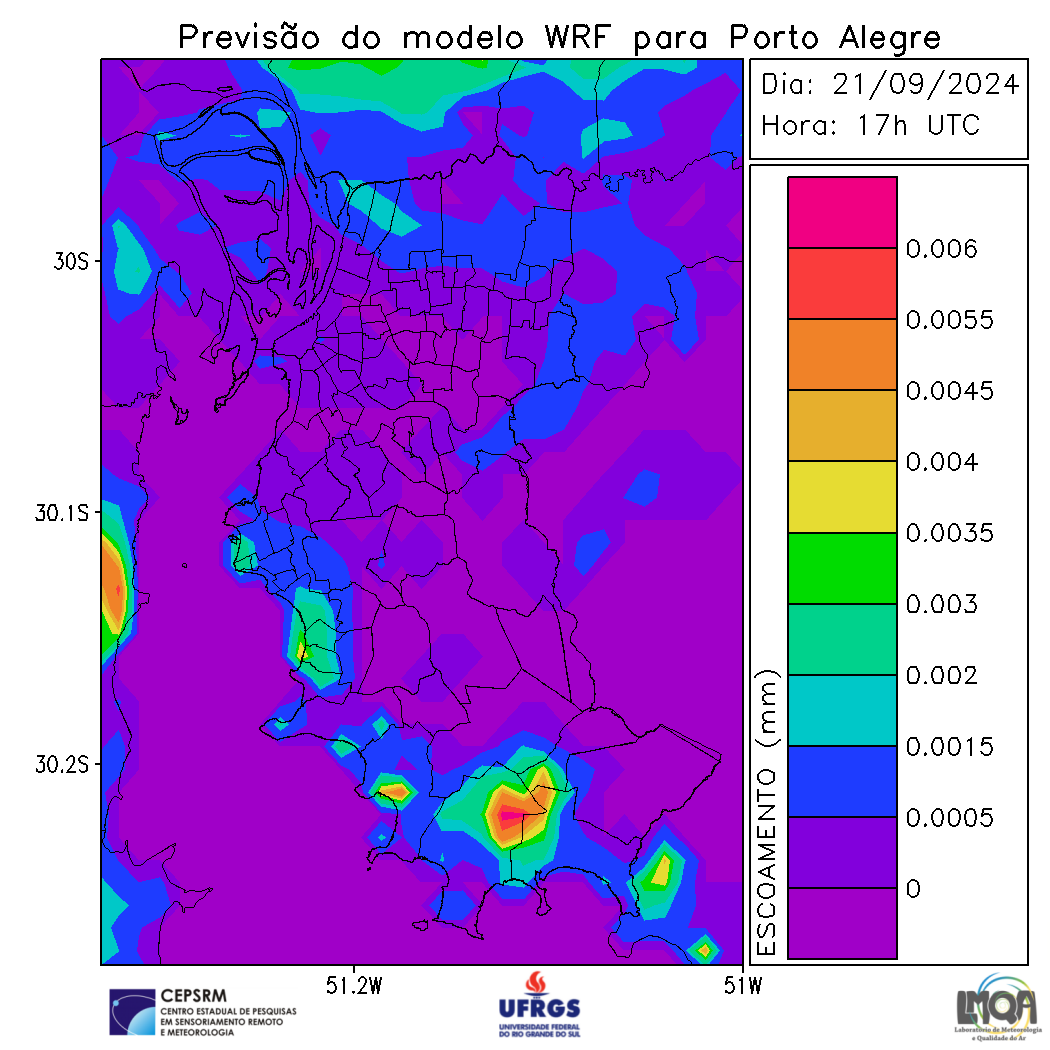 Previsão do modelo WRF para Porto Alegre
Dia: 21/09/2024
Hora: 17h UTC
30S
30.1S
30.2S
51.2W
51W
ESCOAMENTO (mm)
0.006
0.0055
0.0045
0.004
0.0035
0.003
0.002
0.0015
0.0005
0
CEPSRM
CENTRO ESTADUAL DE PESQUISAS
EM SENSORIAMENTO REMOTO
E METEOROLOGIA
UFRGS
UNIVERSIDADE FEDERAL
DO RIO GRANDE DO SUL
LMQA
Laboratório de Meteorologia
e Qualidade do Ar